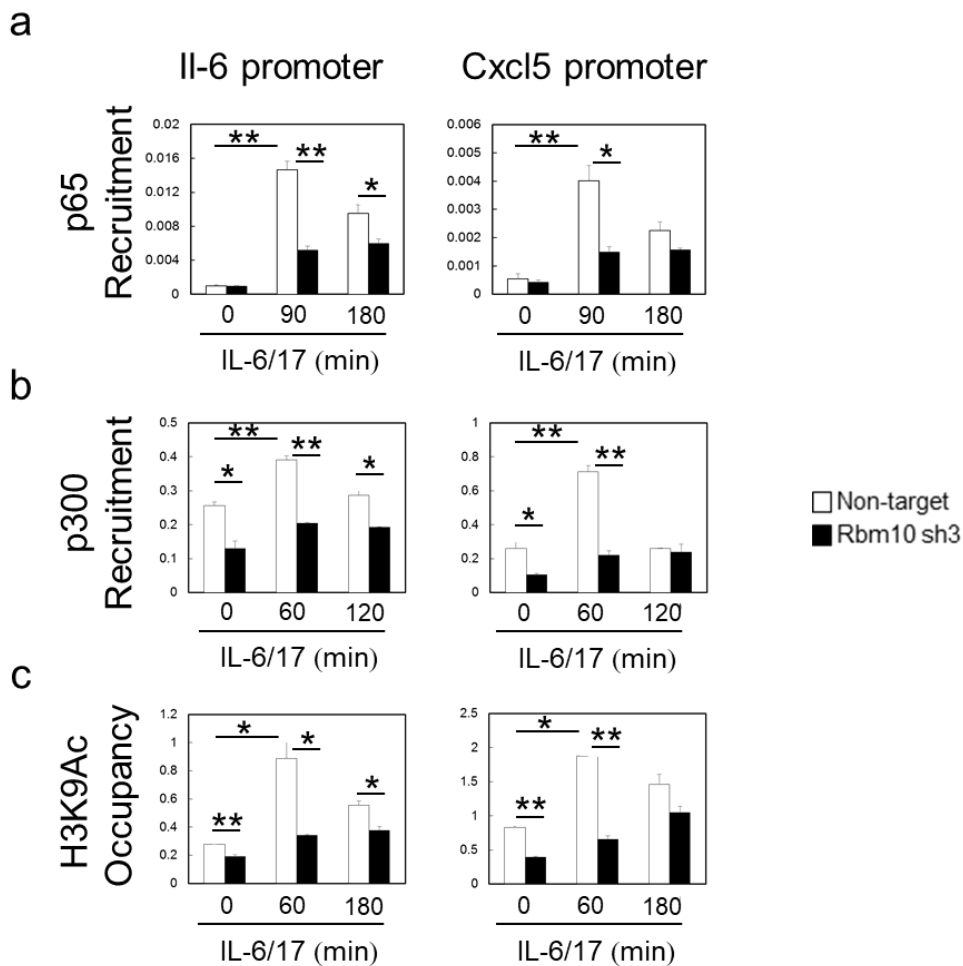 a
Il-6 promoter
Cxcl5 promoter
p65
Recruitment
0.02
0.016
0.012
0.008
0.004
0
**
**
*
0 90 180
IL-6/17 (min)
0.006
0.005
0.004
0.003
0.002
0.001
0
**
*
0 90 180
IL-6/17 (min)
b
p300
Recruitment
0.5
0.4
0.3
0.2
0.1
0
*
**
**
*
0 60 120
IL-6/17 (min)
1
0.8
0.6
0.4
0.2
0
*
**
**
0 60 120
IL-6/17 (min)
Non-target
Rbm10 sh3
c
H3K9Ac
Occupancy
1.2
1
0.8
0.6
0.4
0.2
0
**
*
*
*
0 60 180
IL-6/17 (min)
2.5
2
1.5
1
0.5
0
**
*
**
0 60 180
IL-6/17 (min)